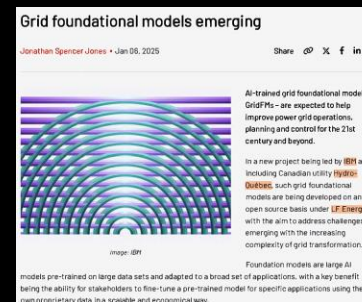 Grid foundational models emerging
Jonathan Spencer Jones • Jan 06, 2025
Share
AI-trained grid foundational model
GridFMs – are expected to help
improve power grid operations,
planning and control for the 21st
century and beyond.
In a new project being led by IBM a
including Canadian utility Hydro-
Québec, such grid foundational
models are being developed on an
open source basis under LF Energ
with the aim to address challenges
emerging with the increasing
complexity of grid transformation.
Image: IBM
Foundation models are large AI
models pre-trained on large data sets and adapted to a broad set of applications, with a key benefit
being the ability for stakeholders to fine-tune a pre-trained model for specific applications using the
own proprietary data in a scalable and economical way.